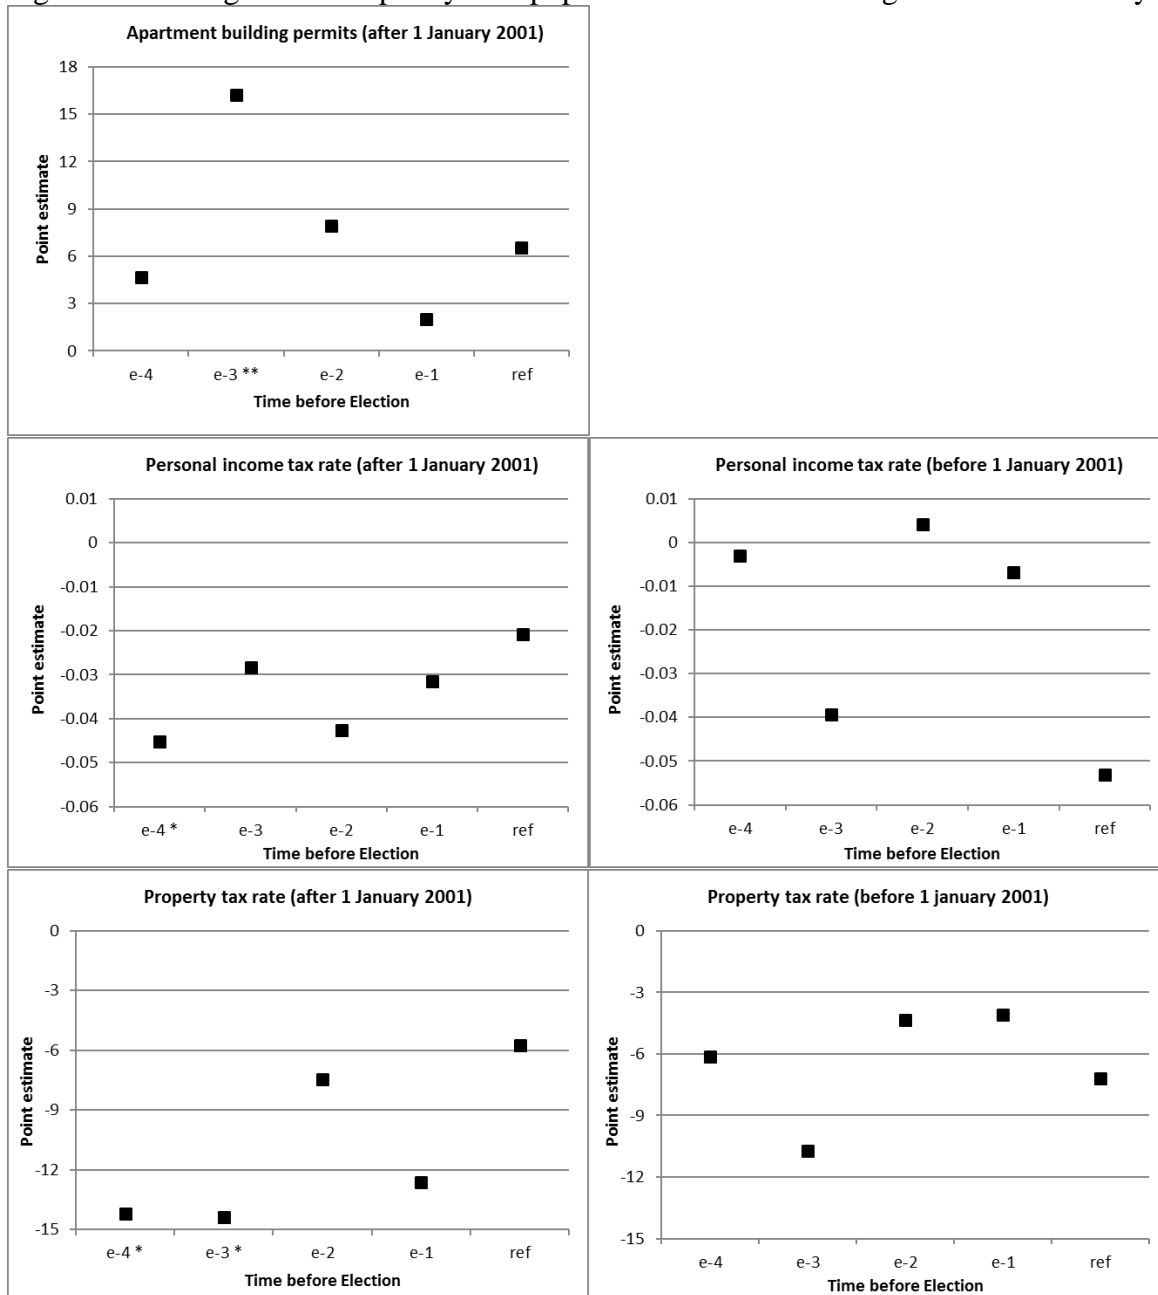 Apartment building permits (after 1 January 2001)
18
15
12
9
6
3
0
Point estimate
e-4 e-3 ** e-2 e-1 ref
Time before Election
Personal income tax rate (after 1 January 2001)
0.01
0
-0.01
-0.02
-0.03
-0.04
-0.05
-0.06
Point estimate
e-4 * e-3 e-2 e-1 ref
Time before Election
Personal income tax rate (before 1 January 2001)
0.01
0
-0.01
-0.02
-0.03
-0.04
-0.05
-0.06
Point estimate
e-4 e-3 e-2 e-1 ref
Time before Election
Property tax rate (after 1 January 2001)
0
-3
-6
-9
-12
-15
Point estimate
e-4 * e-3 * e-2 e-1 ref
Time before Election
Property tax rate (before 1 january 2001)
0
-3
-6
-9
-12
-15
Point estimate
e-4 e-3 e-2 e-1 ref
Time before Election